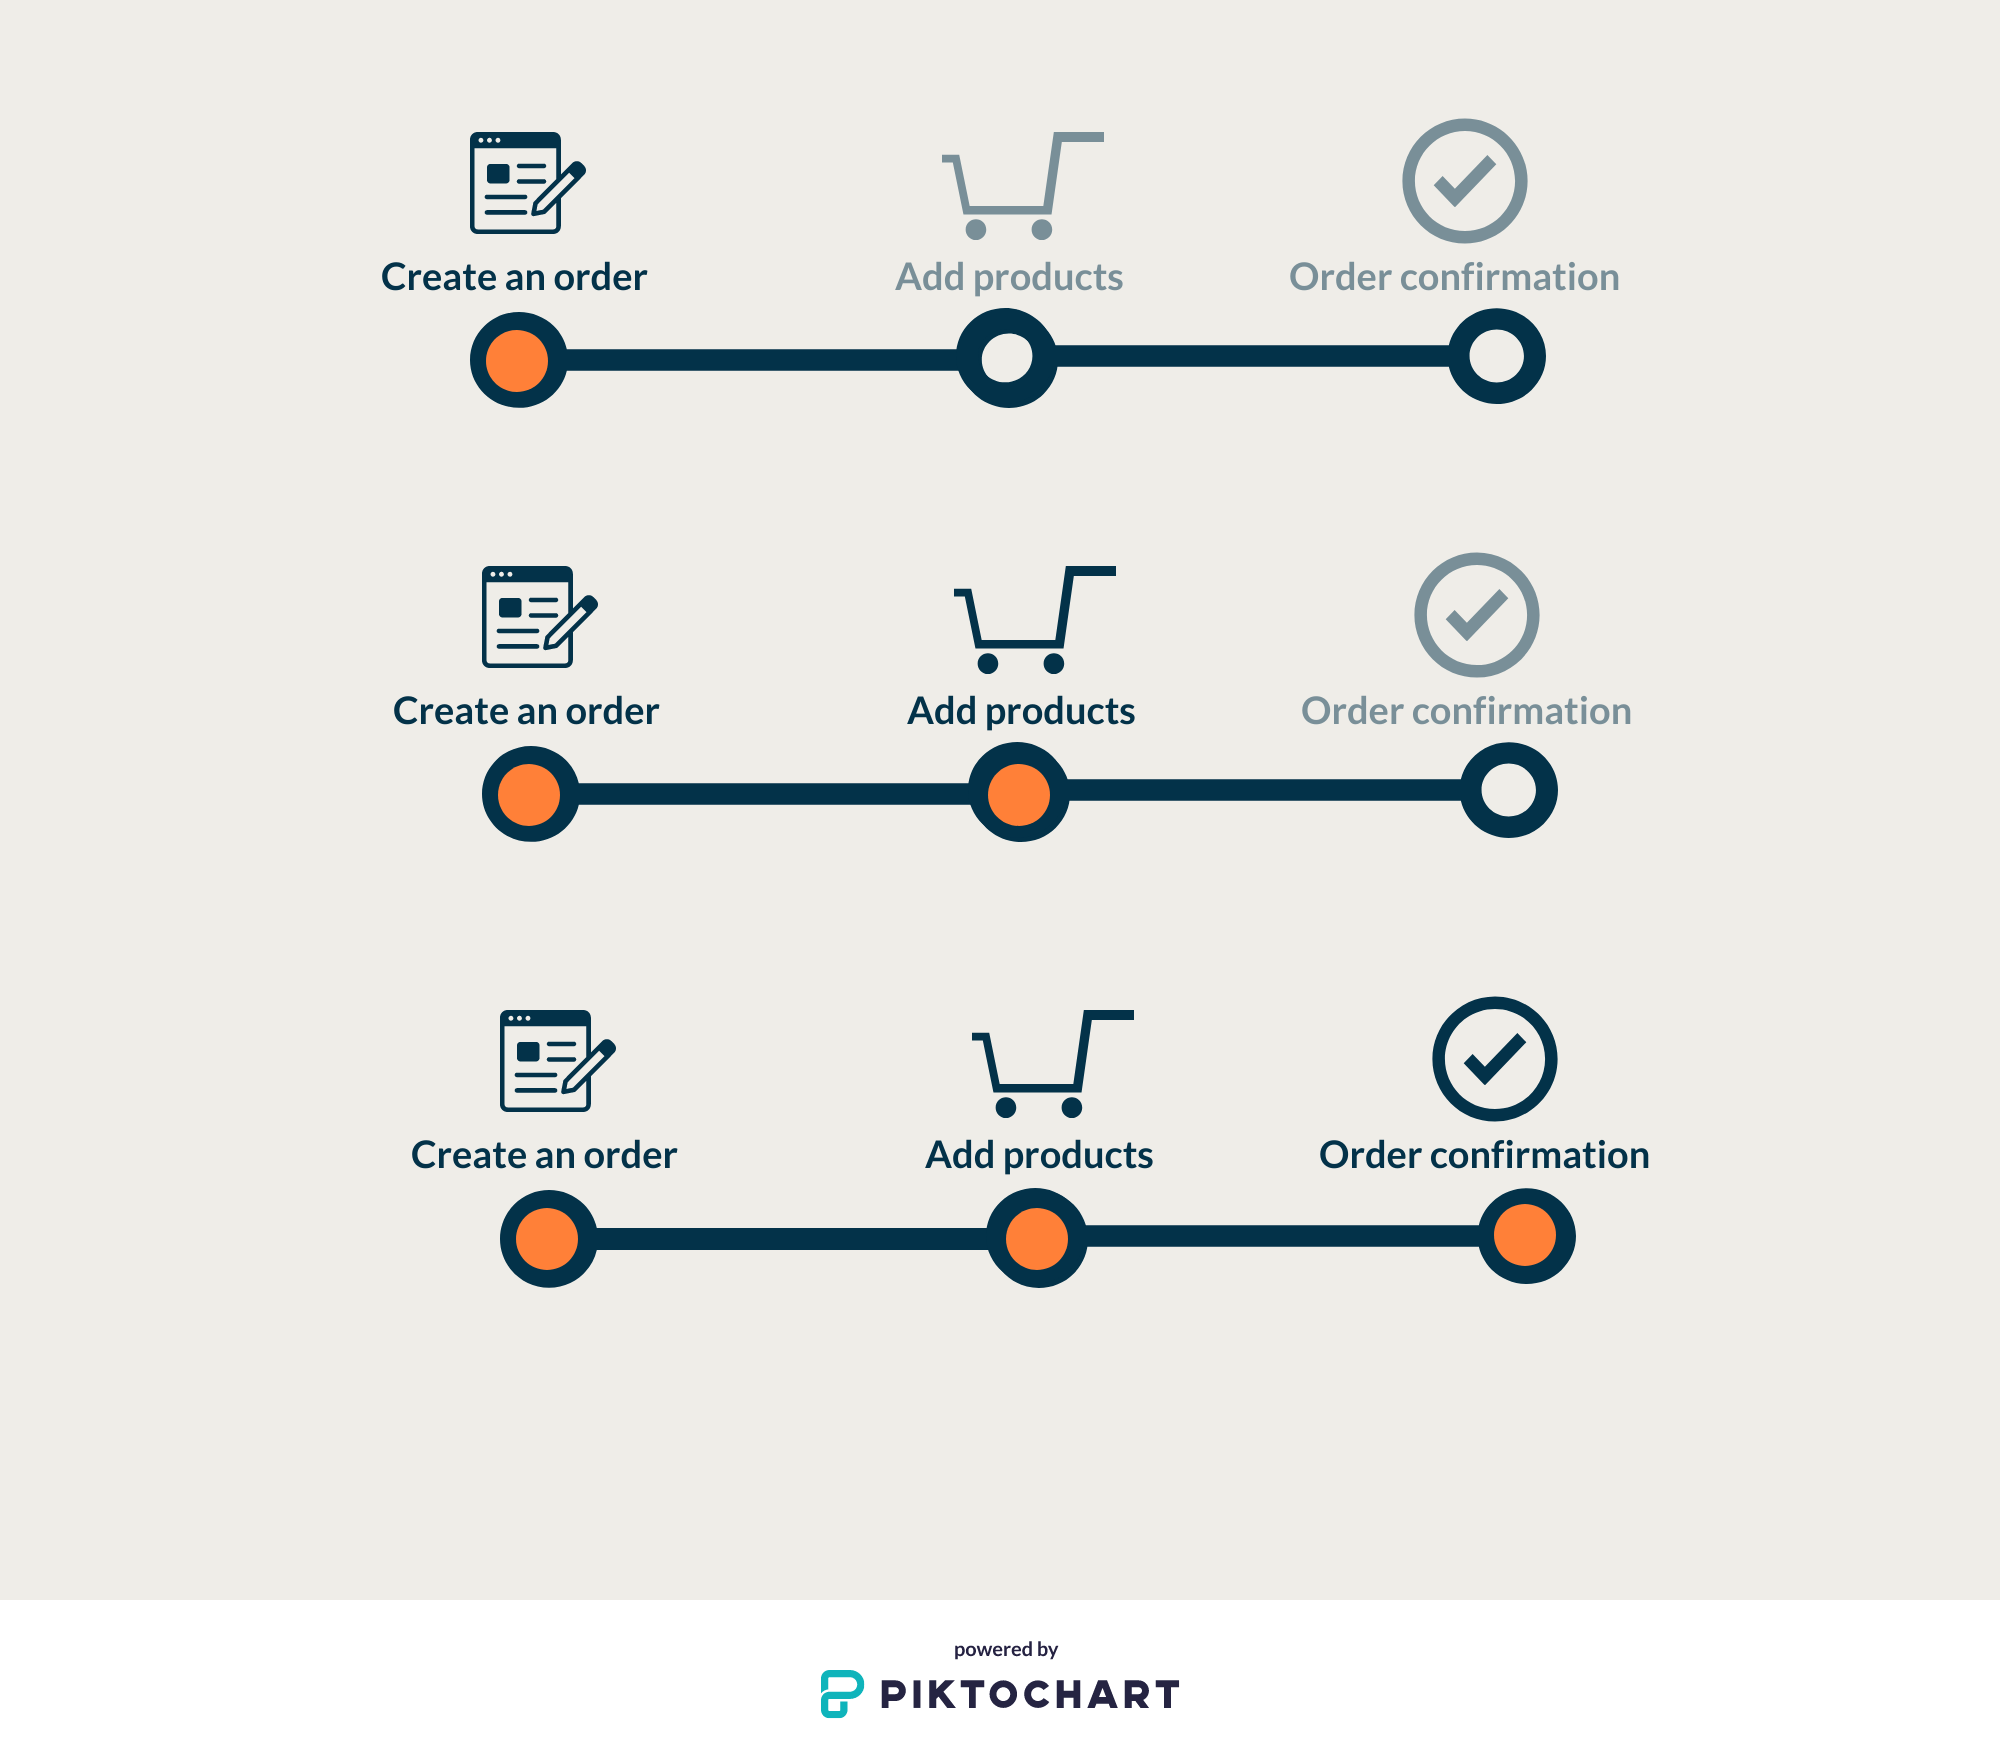 Create an order
Add products
Order confirmation
Create an order
Add products
Order confirmation
Create an order
Add products
Order confirmation
powered by
PIKTOCHART